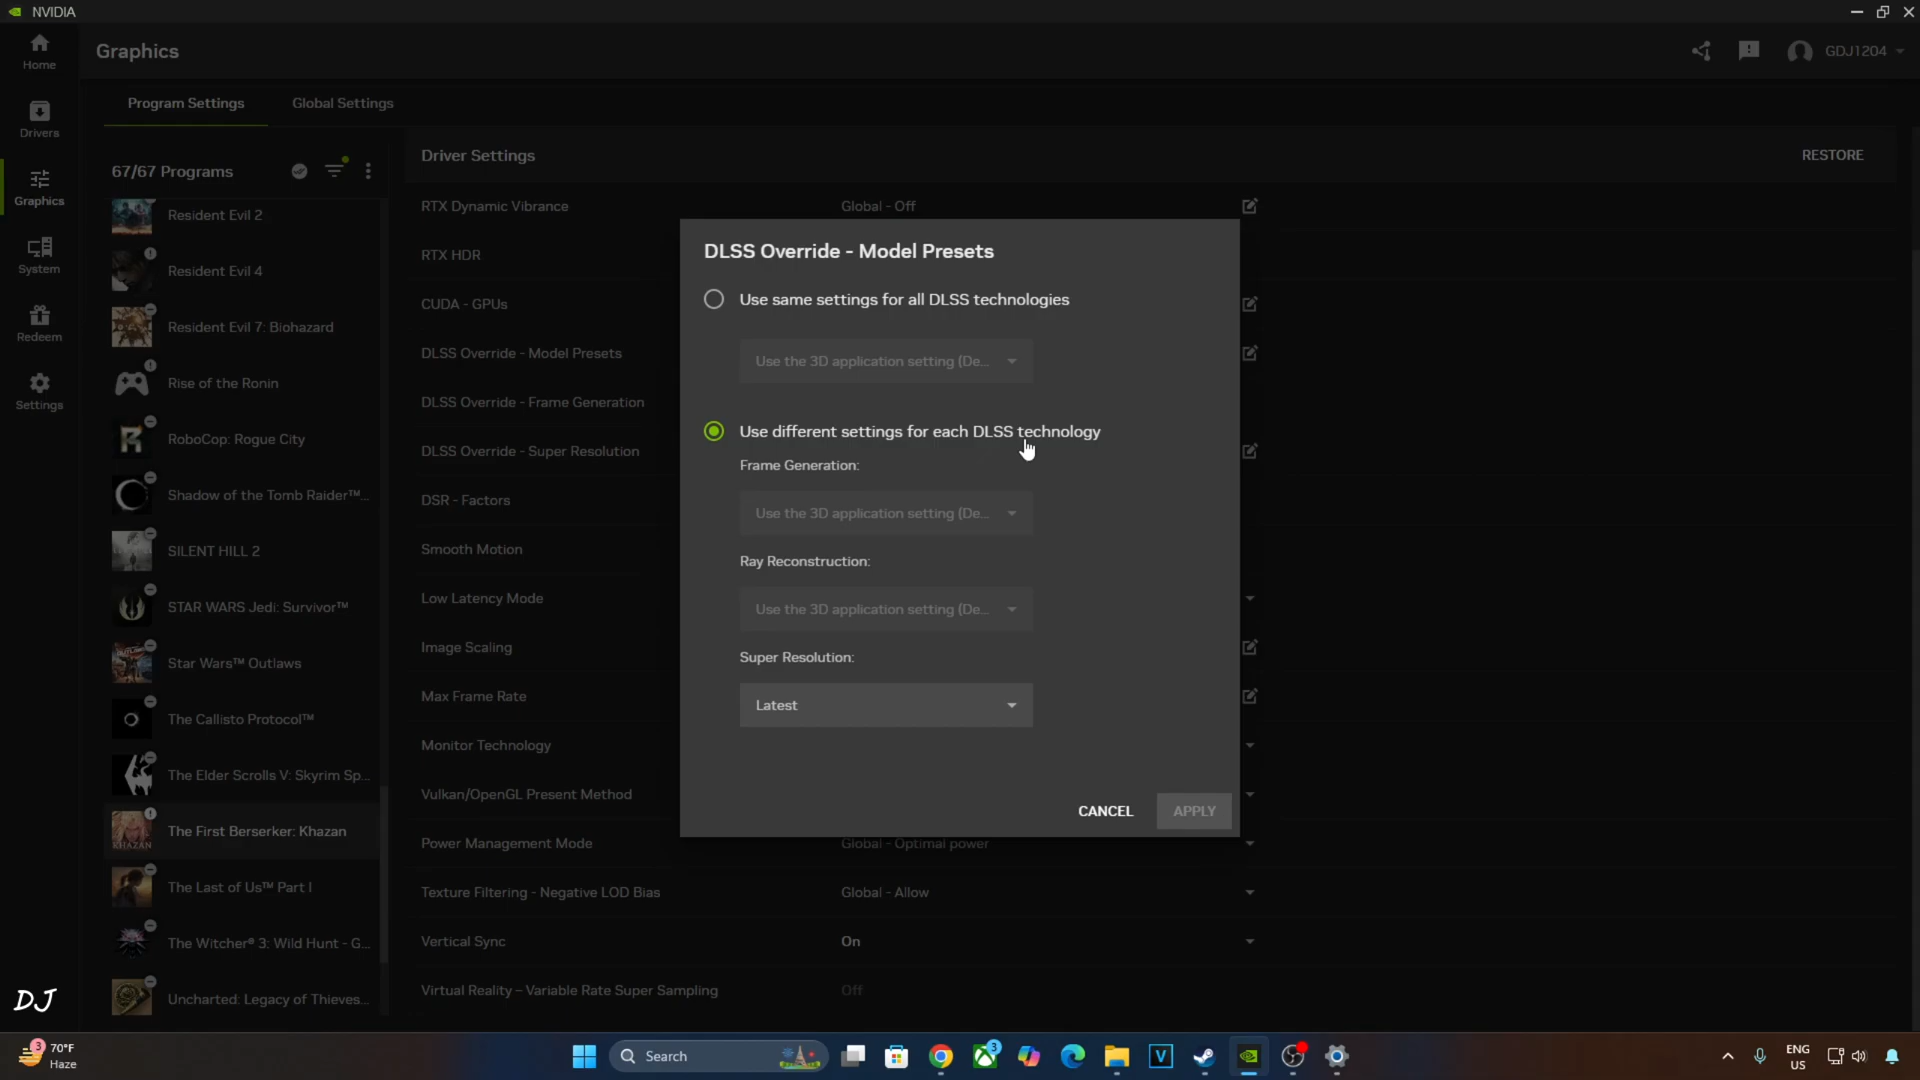 NVIDIA
Home
Graphics
GDJ1204
Drivers
Program Settings
Global Settings
67/67 Programs
Driver Settings
RESTORE
Graphics
Resident Evil 2
RTX Dynamic Vibrance
Global - Off
System
Resident Evil 4
RTX HDR
DLSS Override - Model Presets
Use same settings for all DLSS technologies
CUDA - GPUs
Redeem
Resident Evil 7: Biohazard
DLSS Override - Model Presets
Use the 3D application setting (De...
Rise of the Ronin
Settings
DLSS Override - Frame Generation
RoboCop: Rogue City
Use different settings for each DLSS technology
DLSS Override - Super Resolution
Frame Generation:
Shadow of the Tomb Raider™...
DSR - Factors
Use the 3D application setting (De...
SILENT HILL 2
Smooth Motion
Ray Reconstruction:
STAR WARS Jedi: Survivor™
Low Latency Mode
Use the 3D application setting (De...
Star Wars™ Outlaws
Image Scaling
Super Resolution:
The Callisto Protocol™
Max Frame Rate
Latest
The Elder Scrolls V: Skyrim Sp...
Monitor Technology
Vulkan/OpenGL Present Method
CANCEL
APPLY
The First Berserker: Khazan
KHAZAN
Power Management Mode
Global - Optimal power
The Last of Us™ Part I
Texture Filtering - Negative LOD Bias
Global - Allow
The Witcher® 3: Wild Hunt - G...
Vertical Sync
On
Uncharted: Legacy of Thieves...
Virtual Reality – Variable Rate Super Sampling
Off
DJ
3
70°F
Haze
Search
3
V
ENG
US